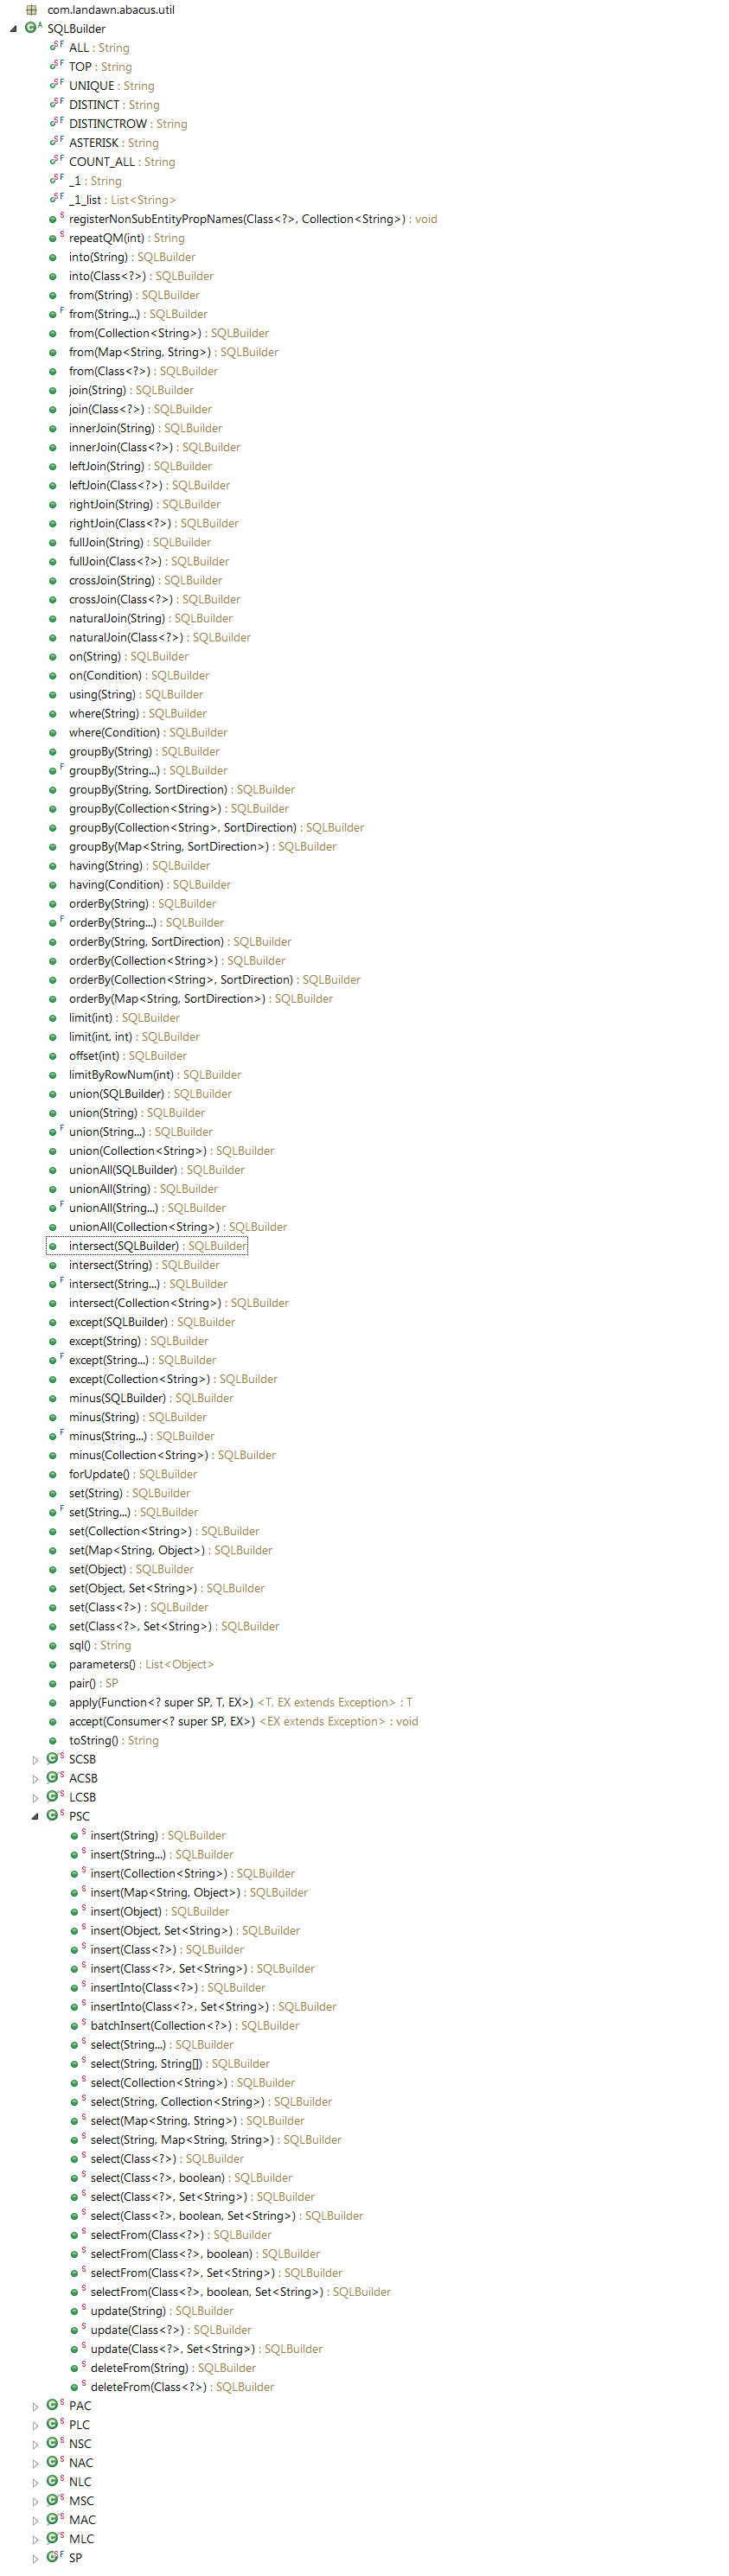 com.landawn.abacus.util
SQLBuilder
ALL : String
TOP : String
UNIQUE : String
DISTINCT : String
DISTINCTROW : String
ASTERISK : String
COUNT_ALL : String
_1 : String
_1_list : List<String>
registerNonSubEntityPropNames(Class<?>, Collection<String>) : void
repeatQM(int) : String
into(String) : SQLBuilder
into(Class<?>) : SQLBuilder
from(String) : SQLBuilder
from(String...) : SQLBuilder
from(Collection<String>) : SQLBuilder
from(Map<String, String>) : SQLBuilder
from(Class<?>) : SQLBuilder
join(String) : SQLBuilder
join(Class<?>) : SQLBuilder
innerJoin(String) : SQLBuilder
innerJoin(Class<?>) : SQLBuilder
leftJoin(String) : SQLBuilder
leftJoin(Class<?>) : SQLBuilder
rightJoin(String) : SQLBuilder
rightJoin(Class<?>) : SQLBuilder
fullJoin(String) : SQLBuilder
fullJoin(Class<?>) : SQLBuilder
crossJoin(String) : SQLBuilder
crossJoin(Class<?>) : SQLBuilder
naturalJoin(String) : SQLBuilder
naturalJoin(Class<?>) : SQLBuilder
on(String) : SQLBuilder
on(Condition) : SQLBuilder
using(String) : SQLBuilder
where(String) : SQLBuilder
where(Condition) : SQLBuilder
groupBy(String) : SQLBuilder
groupBy(String...) : SQLBuilder
groupBy(String, SortDirection) : SQLBuilder
groupBy(Collection<String>) : SQLBuilder
groupBy(Collection<String>, SortDirection) : SQLBuilder
groupBy(Map<String, SortDirection>) : SQLBuilder
having(String) : SQLBuilder
having(Condition) : SQLBuilder
orderBy(String) : SQLBuilder
orderBy(String...) : SQLBuilder
orderBy(String, SortDirection) : SQLBuilder
orderBy(Collection<String>) : SQLBuilder
orderBy(Collection<String>, SortDirection) : SQLBuilder
orderBy(Map<String, SortDirection>) : SQLBuilder
limit(int) : SQLBuilder
limit(int, int) : SQLBuilder
offset(int) : SQLBuilder
limitByRowNum(int) : SQLBuilder
union(SQLBuilder) : SQLBuilder
union(String) : SQLBuilder
union(String...) : SQLBuilder
union(Collection<String>) : SQLBuilder
unionAll(SQLBuilder) : SQLBuilder
unionAll(String) : SQLBuilder
unionAll(String...) : SQLBuilder
unionAll(Collection<String>) : SQLBuilder
intersect(SQLBuilder) : SQLBuilder
intersect(String) : SQLBuilder
intersect(String...) : SQLBuilder
intersect(Collection<String>) : SQLBuilder
except(SQLBuilder) : SQLBuilder
except(String) : SQLBuilder
except(String...) : SQLBuilder
except(Collection<String>) : SQLBuilder
minus(SQLBuilder) : SQLBuilder
minus(String) : SQLBuilder
minus(String...) : SQLBuilder
minus(Collection<String>) : SQLBuilder
forUpdate() : SQLBuilder
set(String) : SQLBuilder
set(String...) : SQLBuilder
set(Collection<String>) : SQLBuilder
set(Map<String, Object>) : SQLBuilder
set(Object) : SQLBuilder
set(Object, Set<String>) : SQLBuilder
set(Class<?>) : SQLBuilder
set(Class<?>, Set<String>) : SQLBuilder
sql() : String
parameters() : List<Object>
pair() : SP
apply(Function<? super SP, T, EX>) <T, EX extends Exception> : T
accept(Consumer<? super SP, EX>) <EX extends Exception> : void
toString() : String
SCSB
ACSB
LCSB
PSC
insert(String) : SQLBuilder
insert(String...) : SQLBuilder
insert(Collection<String>) : SQLBuilder
insert(Map<String, Object>) : SQLBuilder
insert(Object) : SQLBuilder
insert(Object, Set<String>) : SQLBuilder
insert(Class<?>) : SQLBuilder
insert(Class<?>, Set<String>) : SQLBuilder
insertInto(Class<?>) : SQLBuilder
insertInto(Class<?>, Set<String>) : SQLBuilder
batchInsert(Collection<?>) : SQLBuilder
select(String...) : SQLBuilder
select(String, String[]) : SQLBuilder
select(Collection<String>) : SQLBuilder
select(String, Collection<String>) : SQLBuilder
select(Map<String, String>) : SQLBuilder
select(String, Map<String, String>) : SQLBuilder
select(Class<?>) : SQLBuilder
select(Class<?>, boolean) : SQLBuilder
select(Class<?>, Set<String>) : SQLBuilder
select(Class<?>, boolean, Set<String>) : SQLBuilder
selectFrom(Class<?>) : SQLBuilder
selectFrom(Class<?>, boolean) : SQLBuilder
selectFrom(Class<?>, Set<String>) : SQLBuilder
selectFrom(Class<?>, boolean, Set<String>) : SQLBuilder
update(String) : SQLBuilder
update(Class<?>) : SQLBuilder
update(Class<?>, Set<String>) : SQLBuilder
deleteFrom(String) : SQLBuilder
deleteFrom(Class<?>) : SQLBuilder
PAC
PLC
NSC
NAC
NLC
MSC
MAC
MLC
SP